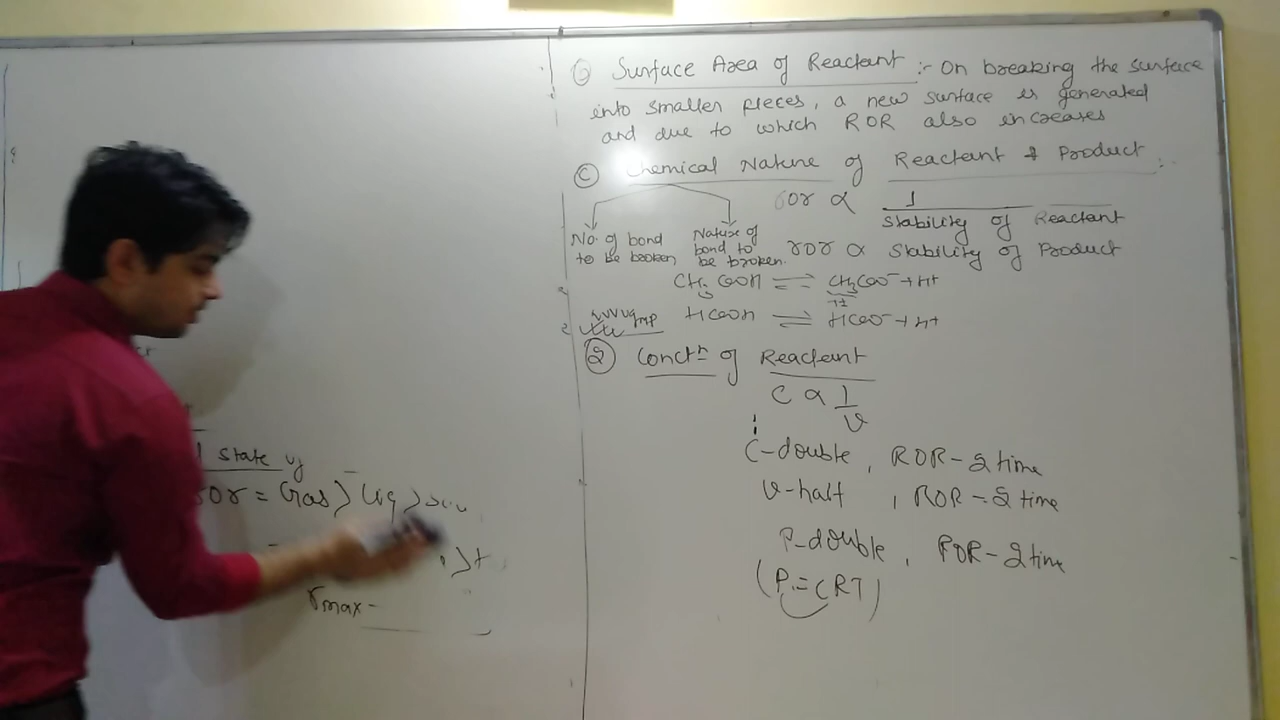 State of
ror = Gas > liq >
rmax -
Surface Area of Reactant :- On breaking the surface
into smaller pieces, a new surface is generated
and due to which ROR also increases
C Chemical Nature of Reactant & Product :
ror ∝ 1
Stability of Reactant
No. of bond to be broken
Nature of bond to be broken.
ror ∝ Stability of Product
CH3COOH ⇌ CH3COO⁻ + H⁺
HCOOH ⇌ HCOO⁻ + H⁺
② Conctⁿ of Reactant
C ∝ 1/v
C-double, ROR-2 time
v-half , ROR-2 time
P-double , ROR-2 time
(P = CRT)